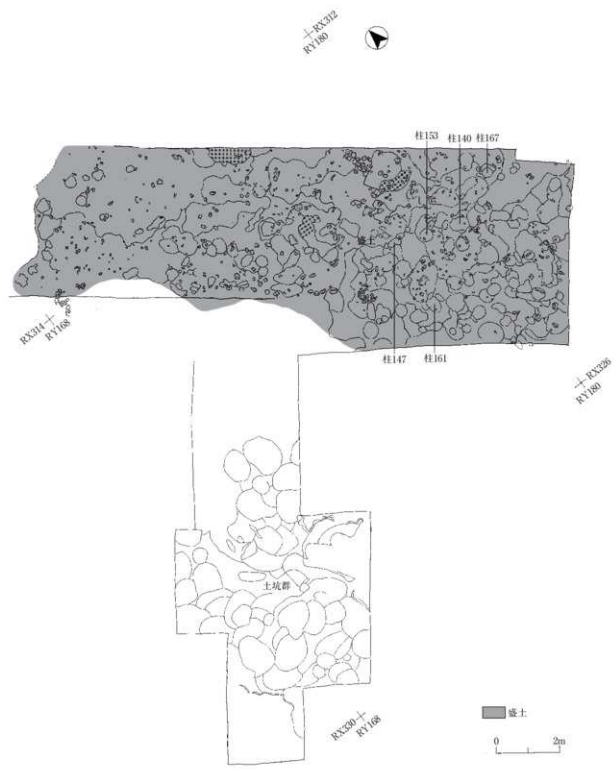 RX312
RY180
柱153 柱140 柱167
盛土
RX314
RY168
柱147 柱161
RX326
RY180
土坑群
RX330
RY168
盛土
0 2m